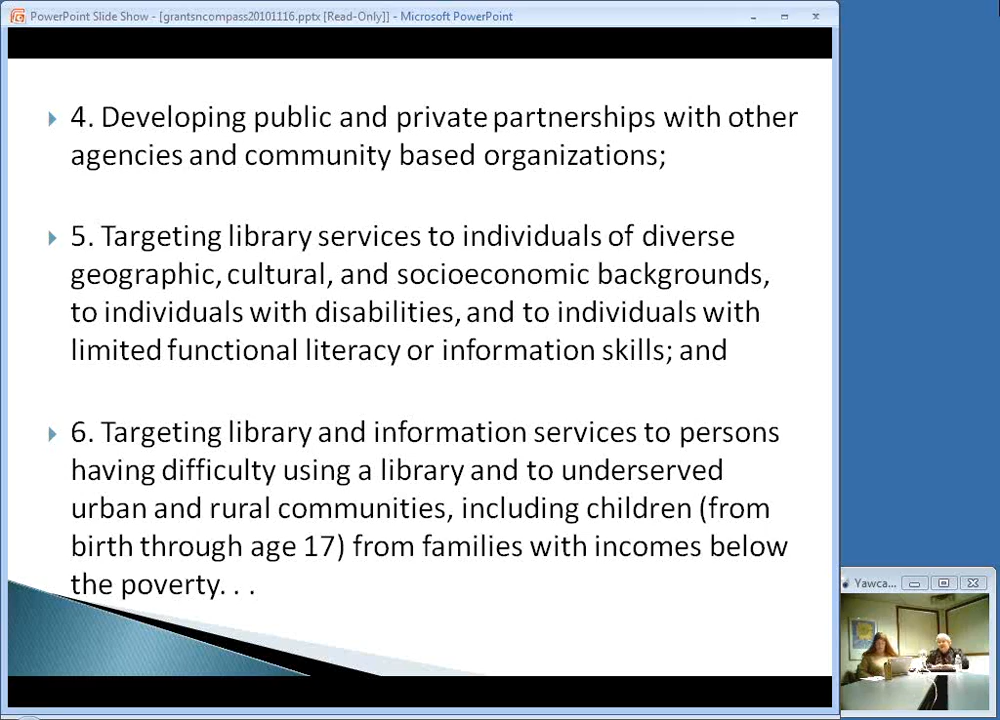 PowerPoint Slide Show - [grantsncompass20101116.pptx [Read-Only]] - Microsoft PowerPoint
4. Developing public and private partnerships with other
agencies and community based organizations;
5. Targeting library services to individuals of diverse
geographic, cultural, and socioeconomic backgrounds,
to individuals with disabilities, and to individuals with
limited functional literacy or information skills; and
6. Targeting library and information services to persons
having difficulty using a library and to underserved
urban and rural communities, including children (from
birth through age 17) from families with incomes below
the poverty. . .
Yawca...